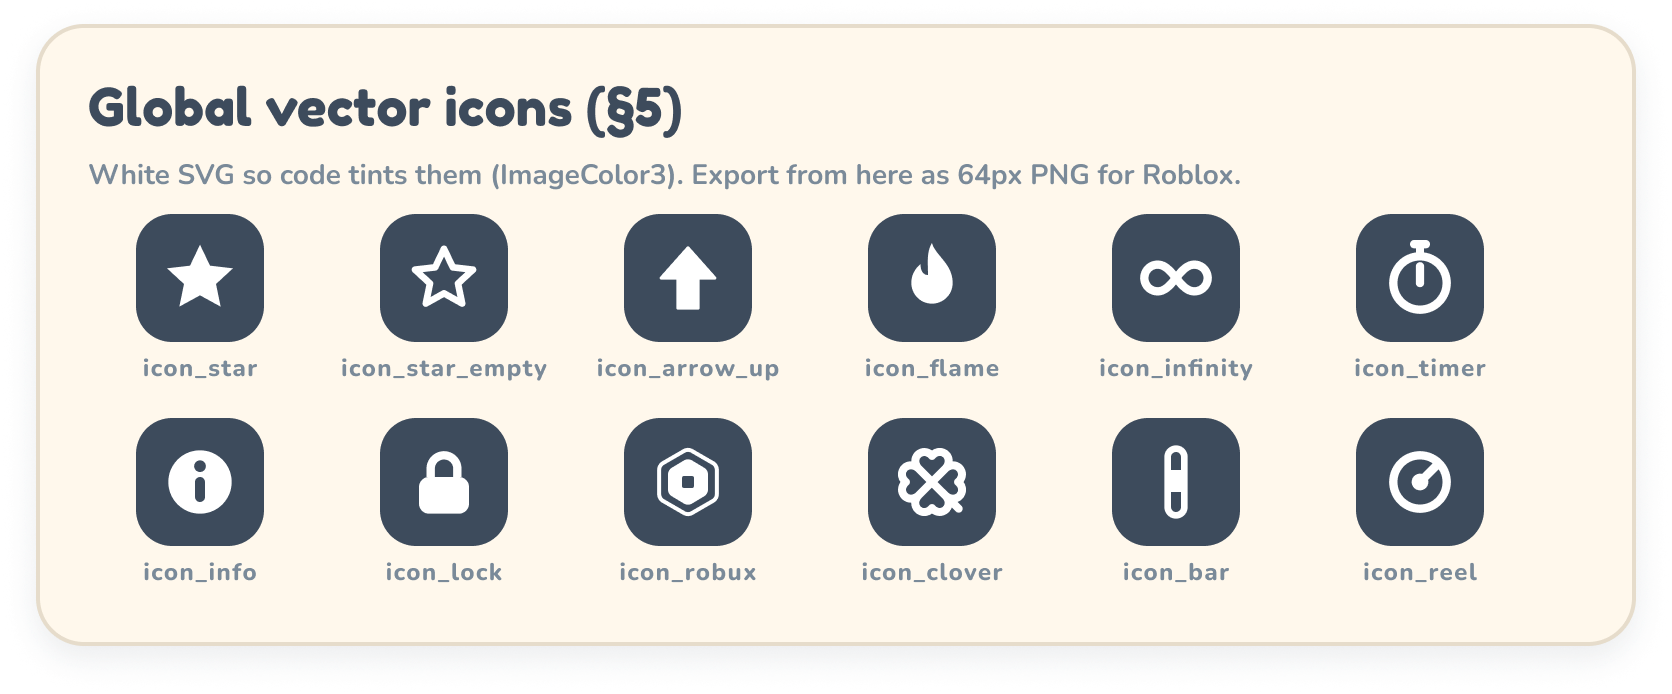 Global vector icons (§5)
White SVG so code tints them (ImageColor3). Export from here as 64px PNG for Roblox.
icon_star icon_star_empty icon_arrow_up icon_flame icon_infinity icon_timer
icon_info icon_lock icon_robux icon_clover icon_bar icon_reel